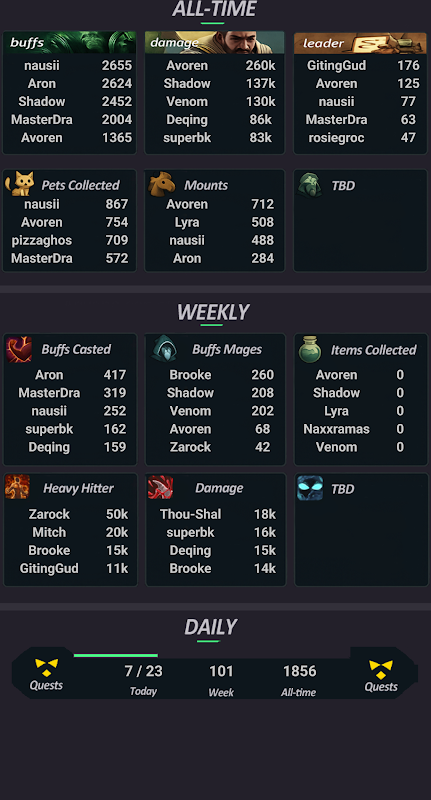 ALL-TIME
buffs
nausii 2655
Aron 2624
Shadow 2452
MasterDra 2004
Avoren 1365
damage
Avoren 260k
Shadow 137k
Venom 130k
Deqing 86k
superbk 83k
leader
GitingGud 176
Avoren 125
nausii 77
MasterDra 63
rosiegroc 47
Pets Collected
nausii 867
Avoren 754
pizzaghos 709
MasterDra 572
Mounts
Avoren 712
Lyra 508
nausii 488
Aron 284
TBD
WEEKLY
Buffs Casted
Aron 417
MasterDra 319
nausii 252
superbk 162
Deqing 159
Buffs Mages
Brooke 260
Shadow 208
Venom 202
Avoren 68
Zarock 42
Items Collected
Avoren 0
Shadow 0
Lyra 0
Naxxramas 0
Venom 0
Heavy Hitter
Zarock 50k
Mitch 20k
Brooke 15k
GitingGud 11k
Damage
Thou-Shal 18k
superbk 16k
Deqing 15k
Brooke 14k
TBD
DAILY
Quests
7 / 23
Today
101
Week
1856
All-time
Quests